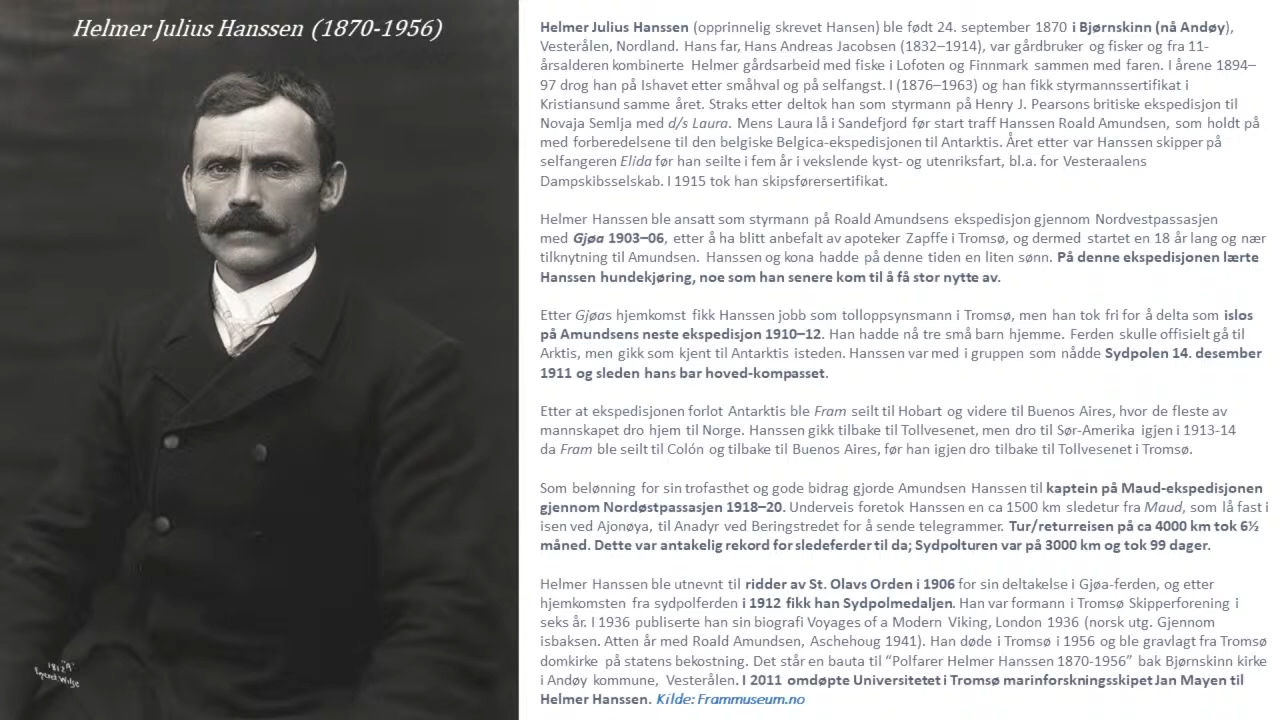 Helmer Julius Hanssen (1870-1956)
Helmer Julius Hanssen (opprinnelig skrevet Hansen) ble født 24. september 1870 i Bjørnskinn (nå Andøy),
Vesterålen, Nordland. Hans far, Hans Andreas Jacobsen (1832–1914), var gårdbruker og fisker og fra 11-
årsalderen kombinerte Helmer gårdsarbeid med fiske i Lofoten og Finnmark sammen med faren. I årene 1894–
97 drog han på Ishavet etter småhval og på selfangst. I (1876–1963) og han fikk styrmannssertifikat i
Kristiansund samme året. Straks etter deltok han som styrmann på Henry J. Pearsons britiske ekspedisjon til
Novaja Semlja med d/s Laura. Mens Laura lå i Sandefjord før start traff Hanssen Roald Amundsen, som holdt på
med forberedelsene til den belgiske Belgica-ekspedisjonen til Antarktis. Året etter var Hanssen skipper på
selfangeren Elida før han seilte i fem år i vekslende kyst- og utenriksfart, bl.a. for Vesteraalens
Dampskibsselskab. I 1915 tok han skipsførersertifikat.
Helmer Hanssen ble ansatt som styrmann på Roald Amundsens ekspedisjon gjennom Nordvestpassasjen
med Gjøa 1903–06, etter å ha blitt anbefalt av apoteker Zapffe i Tromsø, og dermed startet en 18 år lang og nær
tilknytning til Amundsen. Hanssen og kona hadde på denne tiden en liten sønn. På denne ekspedisjonen lærte
Hanssen hundekjøring, noe som han senere kom til å få stor nytte av.
Etter Gjøas hjemkomst fikk Hanssen jobb som tolloppsynsmann i Tromsø, men han tok fri for å delta som islos
på Amundsens neste ekspedisjon 1910–12. Han hadde nå tre små barn hjemme. Ferden skulle offisielt gå til
Arktis, men gikk som kjent til Antarktis isteden. Hanssen var med i gruppen som nådde Sydpolen 14. desember
1911 og sleden hans bar hoved-kompasset.
Etter at ekspedisjonen forlot Antarktis ble Fram seilt til Hobart og videre til Buenos Aires, hvor de fleste av
mannskapet dro hjem til Norge. Hanssen gikk tilbake til Tollvesenet, men dro til Sør-Amerika igjen i 1913-14
da Fram ble seilt til Colón og tilbake til Buenos Aires, før han igjen dro tilbake til Tollvesenet i Tromsø.
Som belønning for sin trofasthet og gode bidrag gjorde Amundsen Hanssen til kaptein på Maud-ekspedisjonen
gjennom Nordøstpassasjen 1918–20. Underveis foretok Hanssen en ca 1500 km sledetur fra Maud, som lå fast i
isen ved Ajonøya, til Anadyr ved Beringstredet for å sende telegrammer. Tur/returreisen på ca 4000 km tok 6½
måned. Dette var antakelig rekord for sledeferder til da; Sydpolturen var på 3000 km og tok 99 dager.
Helmer Hanssen ble utnevnt til ridder av St. Olavs Orden i 1906 for sin deltakelse i Gjøa-ferden, og etter
hjemkomsten fra sydpolferden i 1912 fikk han Sydpolmedaljen. Han var formann i Tromsø Skipperforening i
seks år. I 1936 publiserte han sin biografi Voyages of a Modern Viking, London 1936 (norsk utg. Gjennom
isbaksen. Atten år med Roald Amundsen, Aschehoug 1941). Han døde i Tromsø i 1956 og ble gravlagt fra Tromsø
domkirke på statens bekostning. Det står en bauta til “Polfarer Helmer Hanssen 1870-1956” bak Bjørnskinn kirke
i Andøy kommune, Vesterålen. I 2011 omdøpte Universitetet i Tromsø marinforskningsskipet Jan Mayen til
Helmer Hanssen. Kilde: Frammuseum.no